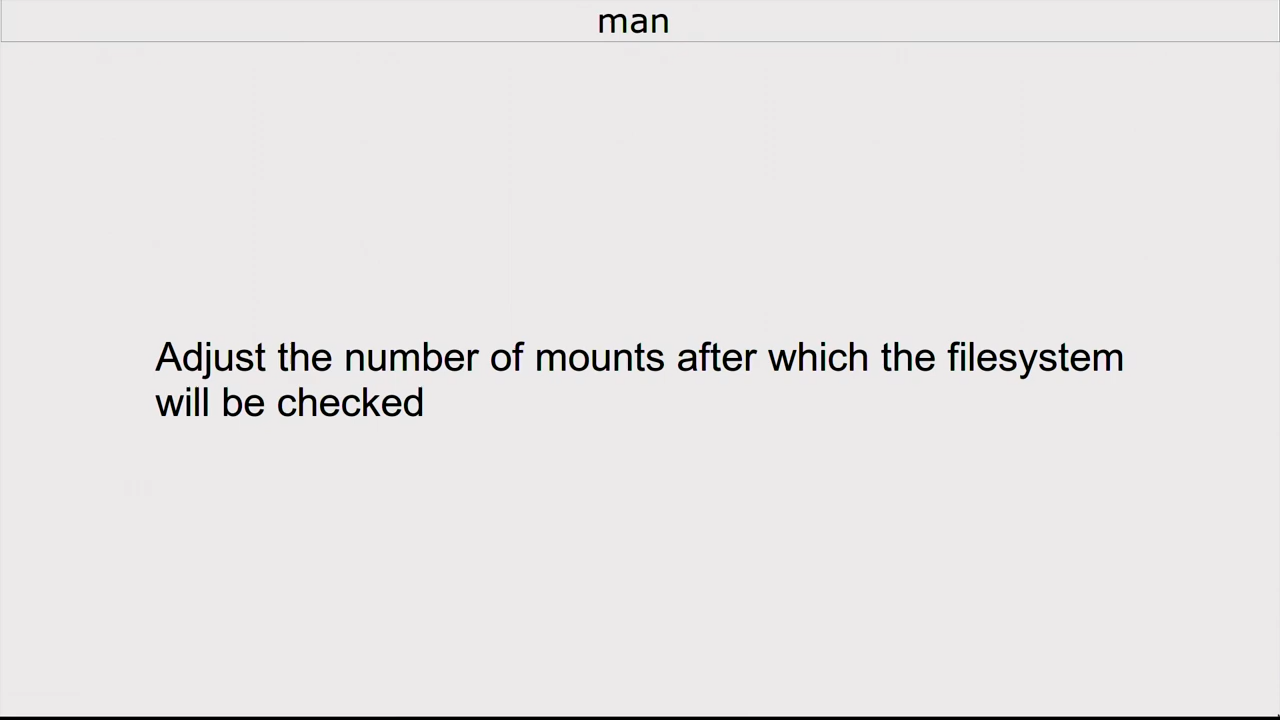 man
Adjust the number of mounts after which the filesystem
will be checked